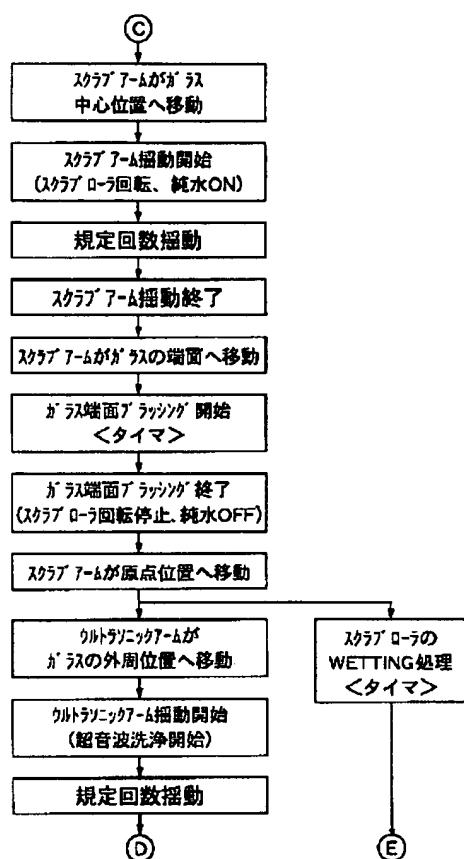 C
スクラブアームがガラス
中心位置へ移動
スクラブアーム揺動開始
(スクラブローラ回転、純水ON)
規定回数揺動
スクラブアーム揺動終了
スクラブアームがガラスの端面へ移動
ガラス端面ブラッシング開始
<タイマ>
ガラス端面ブラッシング終了
(スクラブローラ回転停止、純水OFF)
スクラブアームが原点位置へ移動
ウルトラソニックアームが
ガラスの外周位置へ移動
スクラブローラの
WETTING処理
<タイマ>
ウルトラソニックアーム揺動開始
(超音波洗浄開始)
規定回数揺動
D
E